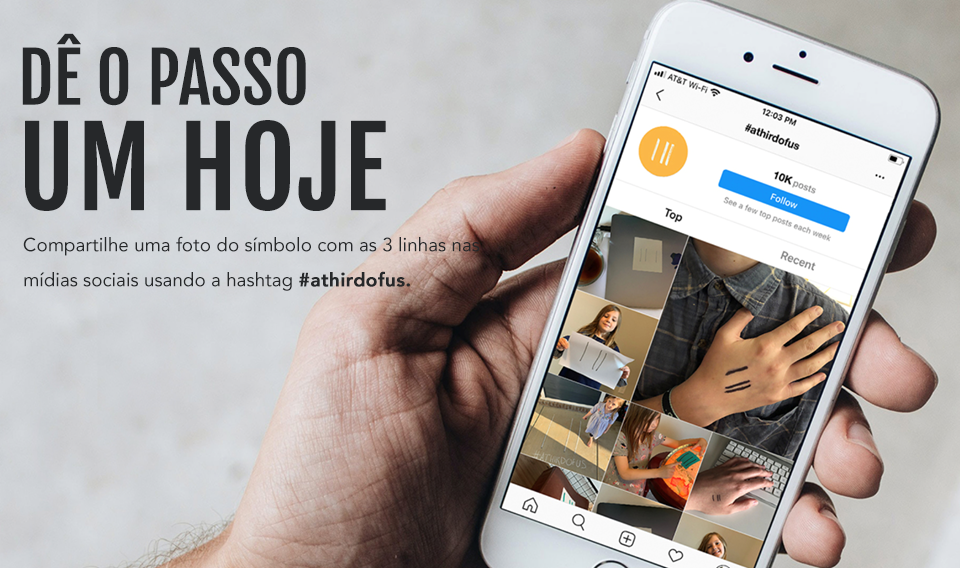 DÊ O PASSO
UM HOJE
Compartilhe uma foto do símbolo com as 3 linhas nas
mídias sociais usando a hashtag #athirdofus.
AT&T Wi-Fi
12:03 PM
#athirdofus
10K posts
Follow
See a few top posts each week
Top
Recent
#ATHIRDOFUS